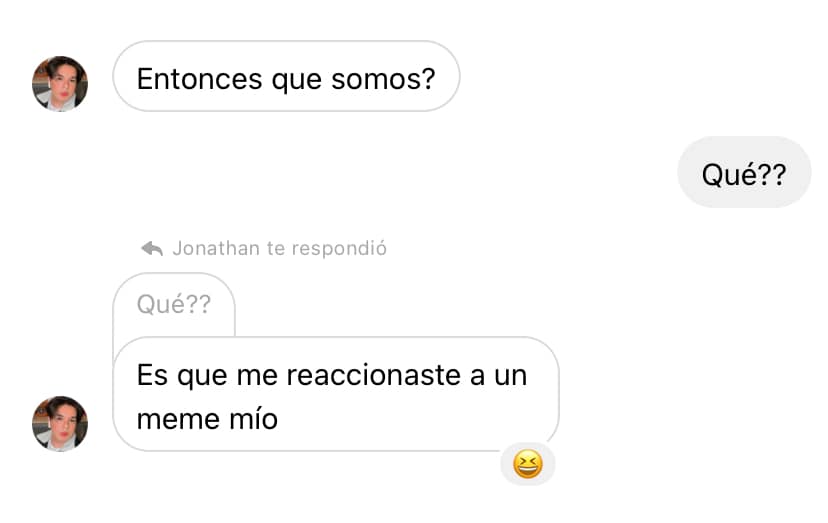 Entonces que somos?
Qué??
Jonathan te respondió
Qué??
Es que me reaccionaste a un
meme mío